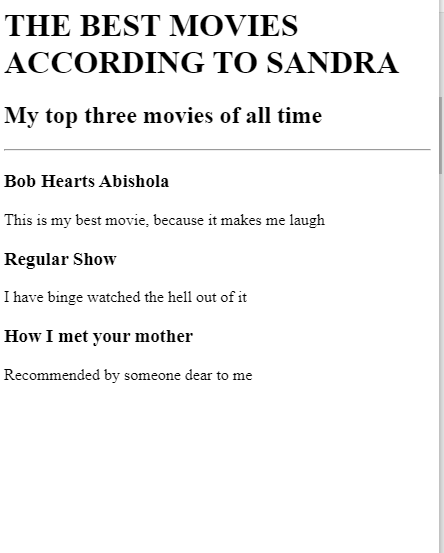 THE BEST MOVIES
ACCORDING TO SANDRA
My top three movies of all time
Bob Hearts Abishola
This is my best movie, because it makes me laugh
Regular Show
I have binge watched the hell out of it
How I met your mother
Recommended by someone dear to me